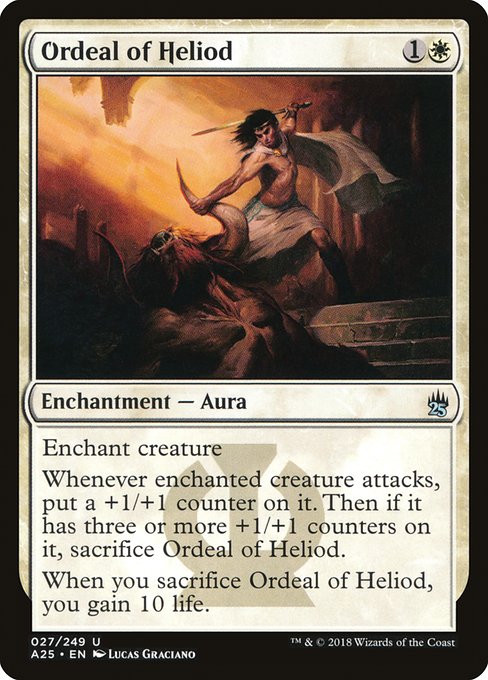 Ordeal of Heliod 1
Enchantment — Aura
25
Enchant creature
Whenever enchanted creature attacks,
put a +1/+1 counter on it. Then if it
has three or more +1/+1 counters on
it, sacrifice Ordeal of Heliod.
When you sacrifice Ordeal of Heliod,
you gain 10 life.
027/249 U
™ & © 2018 Wizards of the Coast
A25 • EN Lucas Graciano